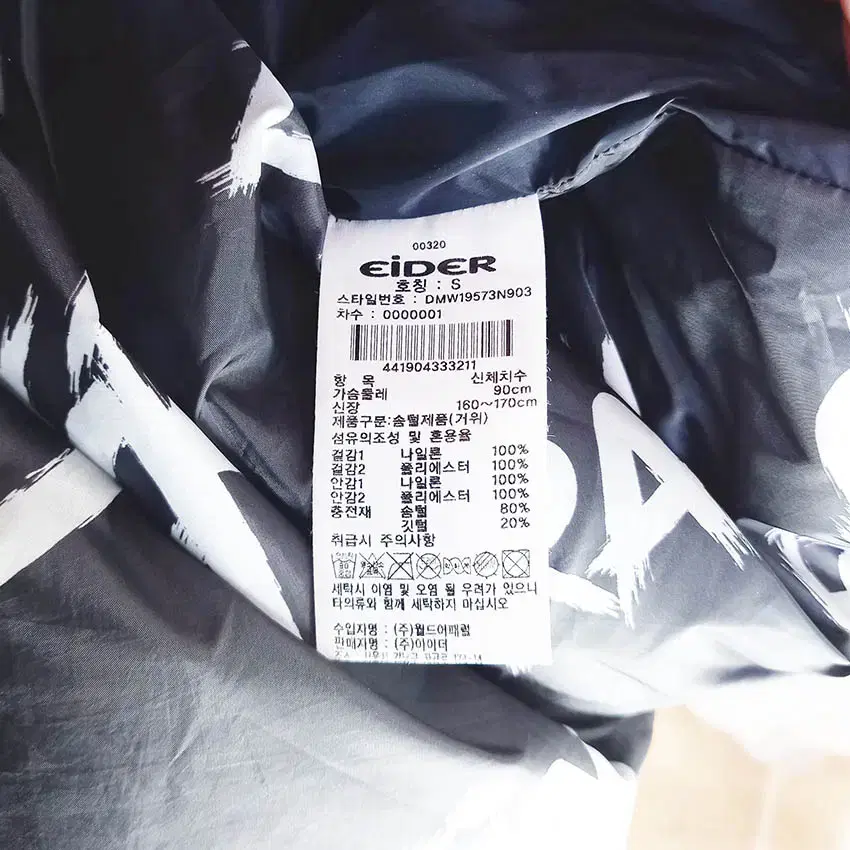 00320
EiDER
호칭 : S
스타일번호 : DMW19573N903
차수 : 0000001
441904333211
항 목 신체치수
가슴둘레 90cm
신장 160~170cm
제품구분:솜털제품(거위)
섬유의조성 및 혼용율
겉감1 나일론 100%
겉감2 폴리에스터 100%
안감1 나일론 100%
안감2 폴리에스터 100%
충전재 솜털 80%
깃털 20%
취급시 주의사항
세탁시 이염 및 오염 될 우려가 있으니
타의류와 함께 세탁하지 마십시오
수입자명 : (주)월드어패럴
판매자명 : (주)아이더